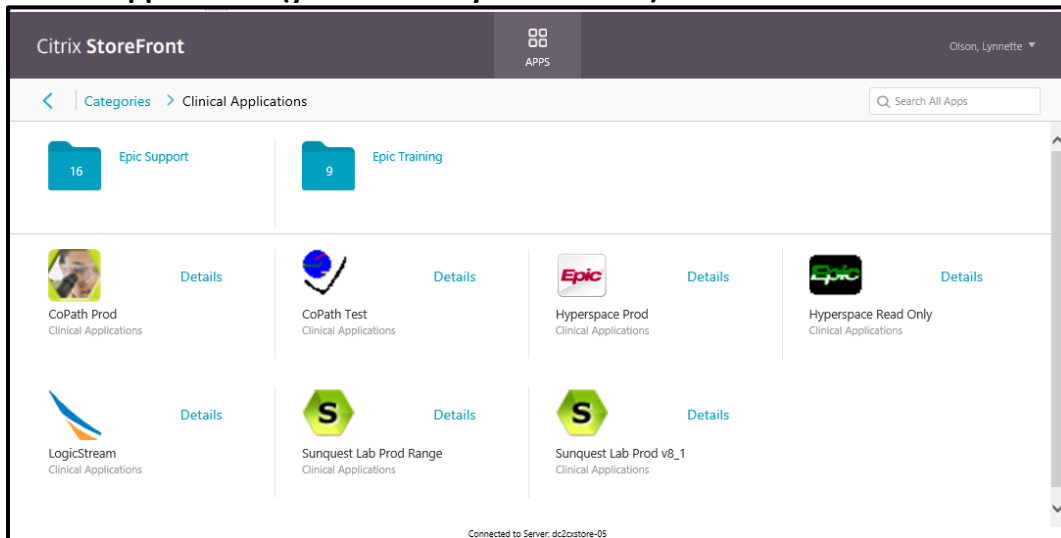 Citrix StoreFront
APPS
Olson, Lynnette
Categories > Clinical Applications
Search All Apps
16 Epic Support
9 Epic Training
Epic Details
Epic Details
Details
Details
CoPath Prod
CoPath Test
Hyperspace Prod
Hyperspace Read Only
Clinical Applications
Clinical Applications
Clinical Applications
Clinical Applications
Details
S Details
S Details
LogicStream
Sunquest Lab Prod Range
Sunquest Lab Prod v8_1
Clinical Applications
Clinical Applications
Clinical Applications
Connected to Server: dc2cxstore-05